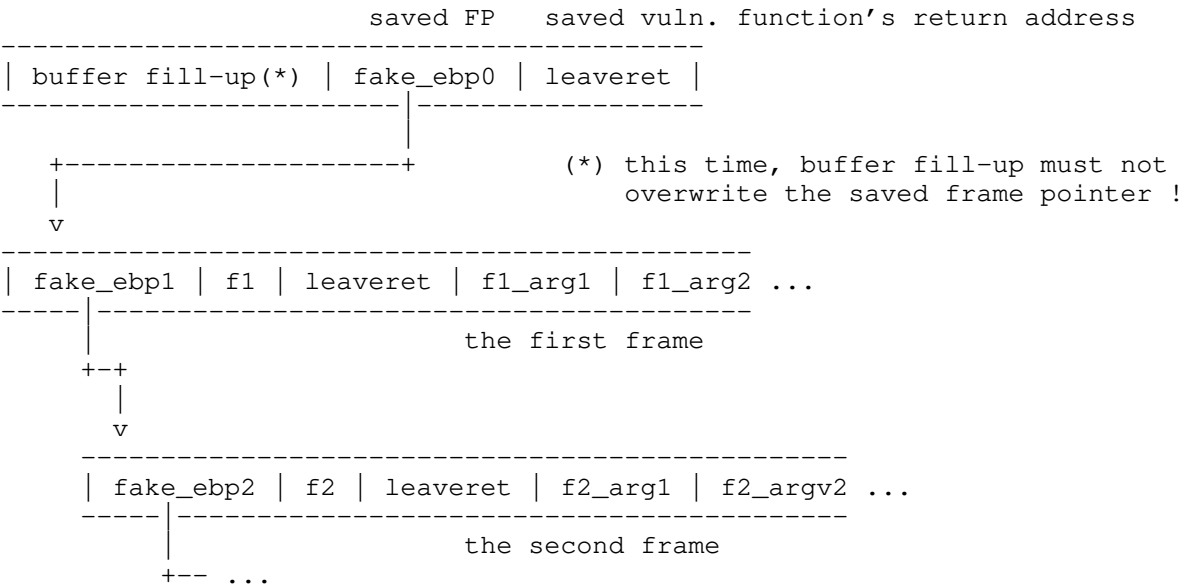 saved FP saved vuln. function's return address
| buffer fill-up(*) | fake_ebp0 | leaveret |
(*) this time, buffer fill-up must not
overwrite the saved frame pointer !
v
| fake_ebp1 | f1 | leaveret | f1_arg1 | f1_arg2 ...
the first frame
v
| fake_ebp2 | f2 | leaveret | f2_arg1 | f2_argv2 ...
the second frame
+-- ...